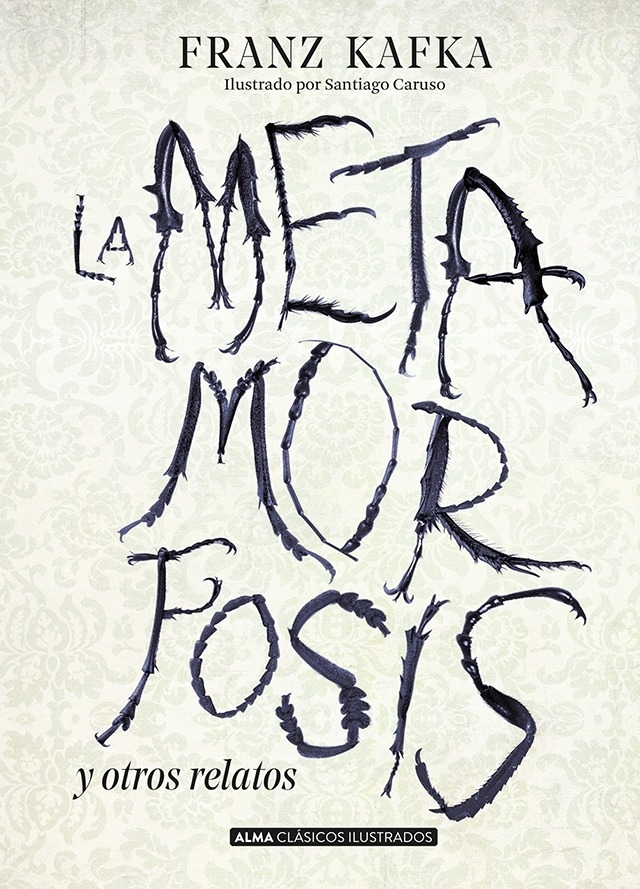 FRANZ KAFKA
Ilustrado por Santiago Caruso
LA META
MOR
FOSIS
y otros relatos
ALMA CLÁSICOS ILUSTRADOS